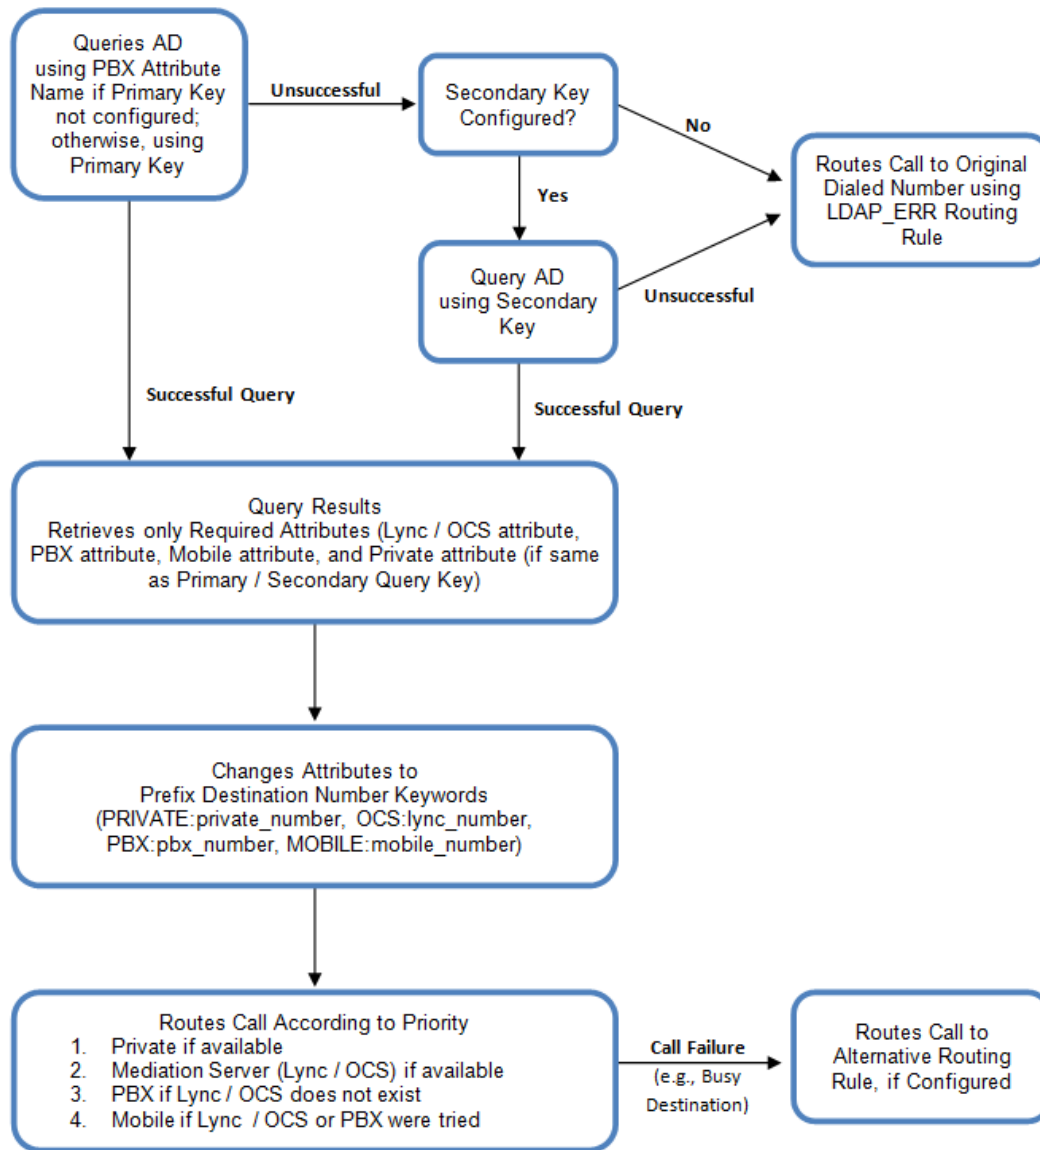 Queries AD
using PBX Attribute
Name if Primary Key
not configured;
otherwise, using
Primary Key
Unsuccessful
Secondary Key
Configured?
No
Routes Call to Original
Dialed Number using
LDAP_ERR Routing
Rule
Yes
Query AD
using Secondary
Key
Unsuccessful
Successful Query
Successful Query
Query Results
Retrieves only Required Attributes (Lync / OCS attribute,
PBX attribute, Mobile attribute, and Private attribute (if same
as Primary / Secondary Query Key)
Changes Attributes to
Prefix Destination Number Keywords
(PRIVATE:private_number, OCS:lync_number,
PBX:pbx_number, MOBILE:mobile_number)
Routes Call According to Priority
1. Private if available
2. Mediation Server (Lync / OCS) if available
3. PBX if Lync / OCS does not exist
4. Mobile if Lync / OCS or PBX were tried
Call Failure
(e.g., Busy
Destination)
Routes Call to
Alternative Routing
Rule, if Configured